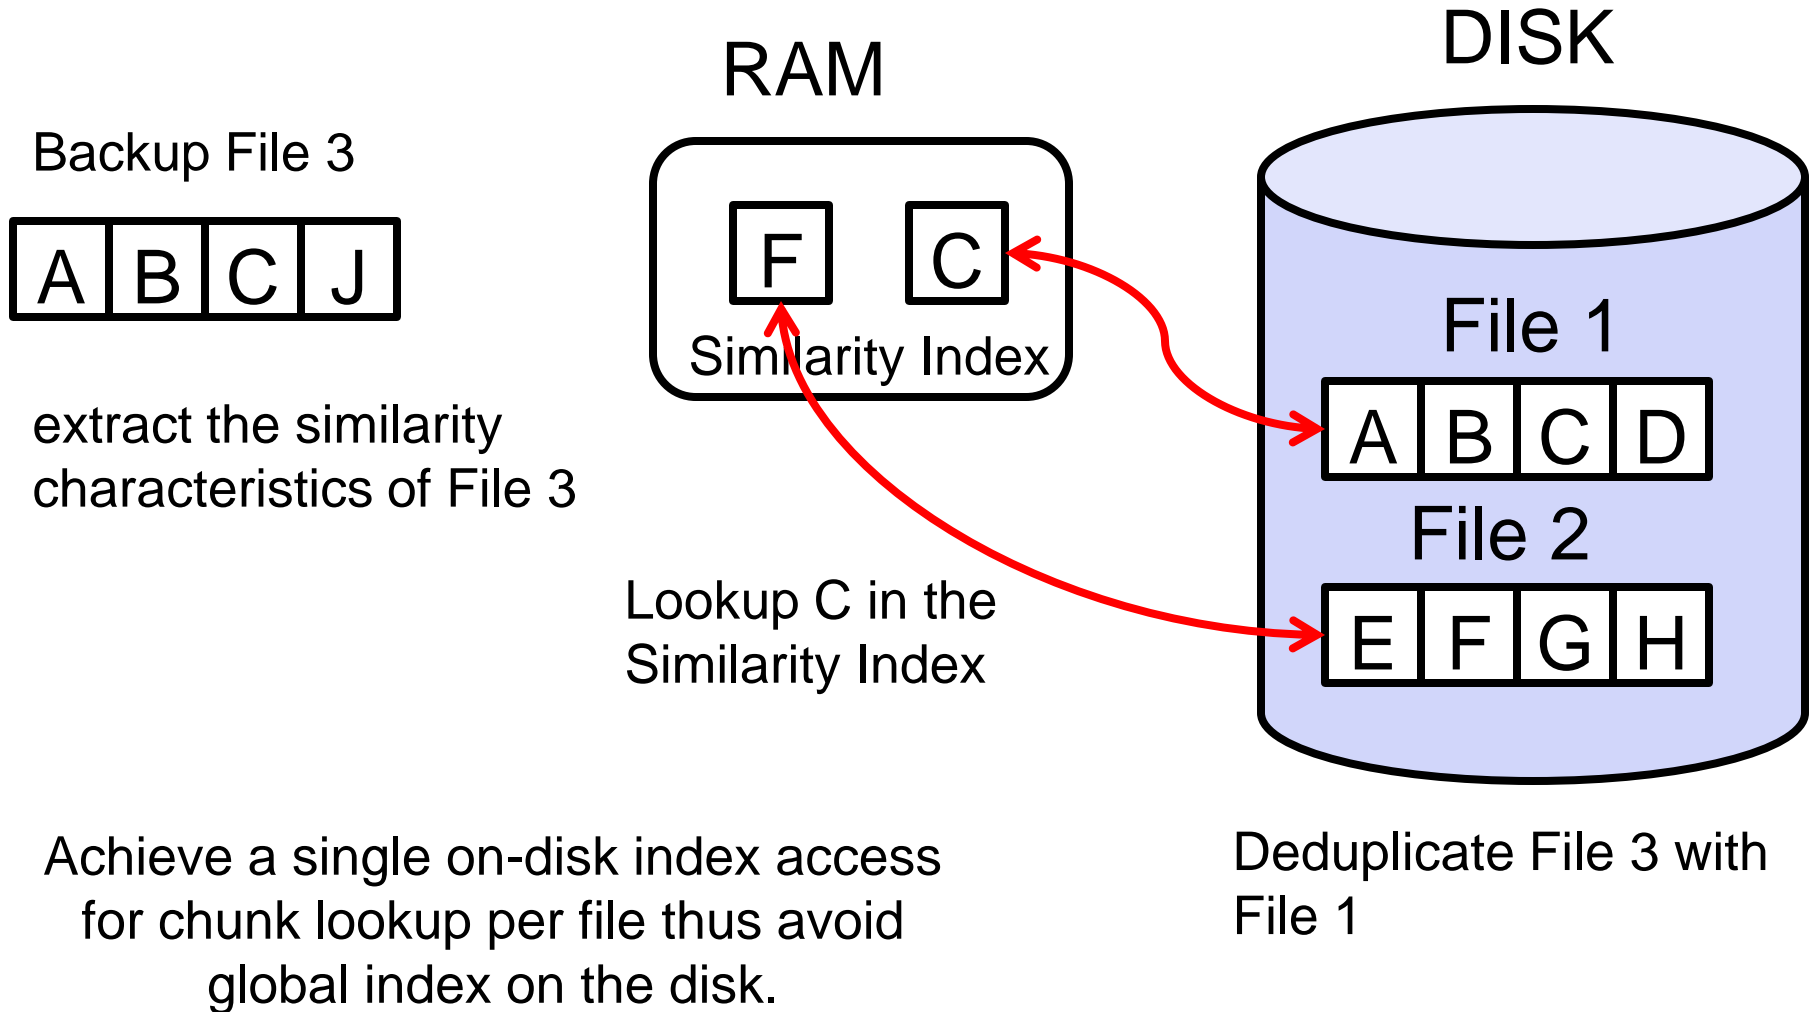 Backup File 3
A B C J
extract the similarity
characteristics of File 3
RAM
F C
Similarity Index
Lookup C in the
Similarity Index
DISK
File 1
A B C D
File 2
E F G H
Deduplicate File 3 with
File 1
Achieve a single on-disk index access
for chunk lookup per file thus avoid
global index on the disk.